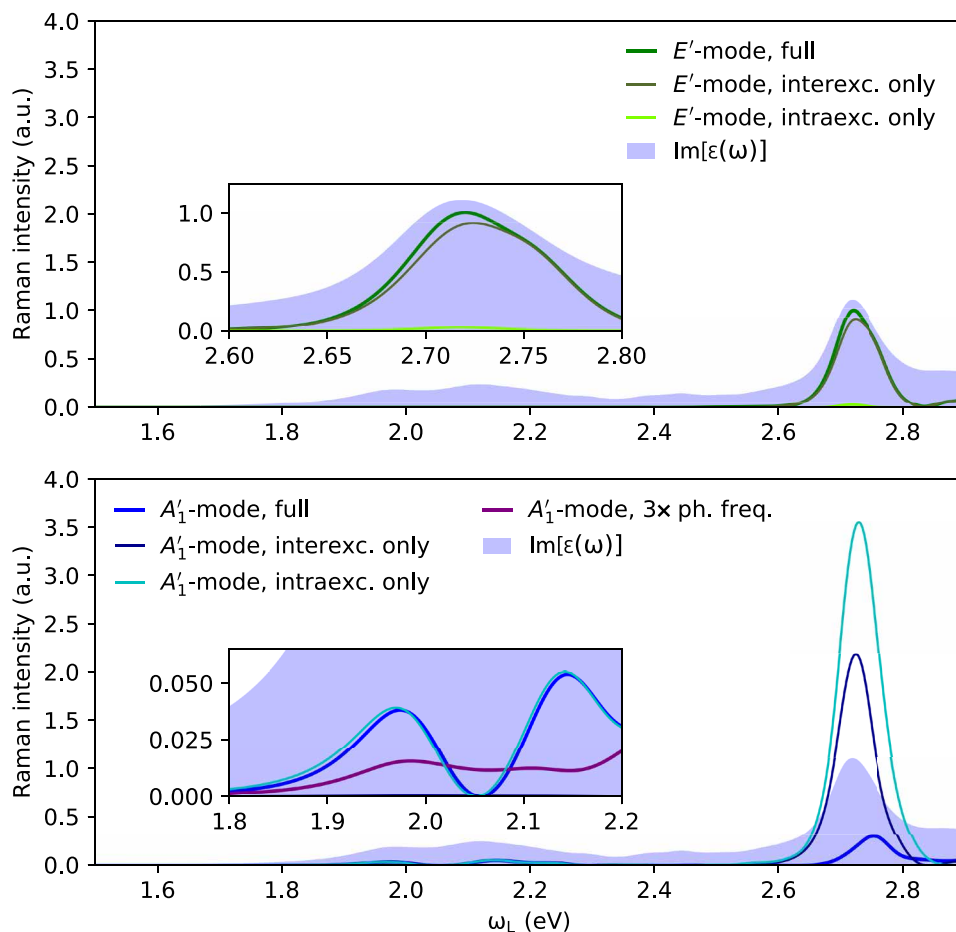 4.0
3.5
3.0
2.5
2.0
1.5
1.0
0.5
0.0
Raman intensity (a.u.)
E′-mode, full
E′-mode, interexc. only
E′-mode, intraexc. only
Im[ε(ω)]
1.0
0.5
0.0
2.60 2.65 2.70 2.75 2.80
1.6 1.8 2.0 2.2 2.4 2.6 2.8
4.0
3.5
3.0
2.5
2.0
1.5
1.0
0.5
0.0
Raman intensity (a.u.)
A′₁-mode, full
A′₁-mode, interexc. only
A′₁-mode, intraexc. only
A′₁-mode, 3× ph. freq.
Im[ε(ω)]
0.050
0.025
0.000
1.8 1.9 2.0 2.1 2.2
1.6 1.8 2.0 2.2 2.4 2.6 2.8
ω_L (eV)